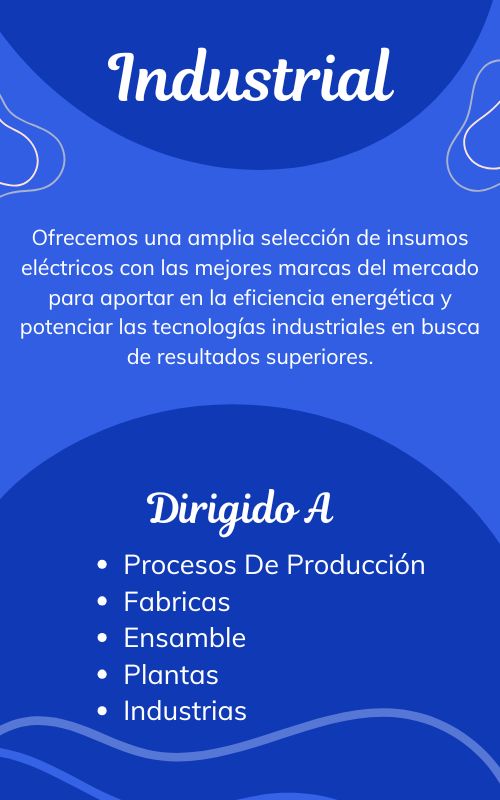 Industrial
Ofrecemos una amplia selección de insumos
eléctricos con las mejores marcas del mercado
para aportar en la eficiencia energética y
potenciar las tecnologías industriales en busca
de resultados superiores.
Dirigido A
• Procesos De Producción
• Fabricas
• Ensamble
• Plantas
• Industrias